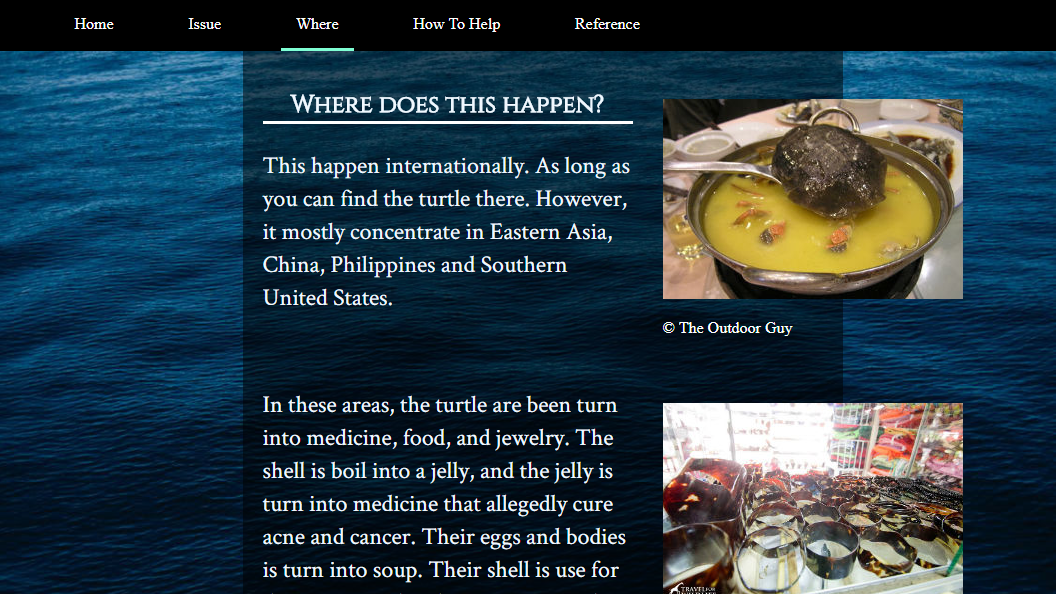 Home Issue Where How To Help Reference
Where does this happen?
This happen internationally. As long as
you can find the turtle there. However,
it mostly concentrate in Eastern Asia,
China, Philippines and Southern
United States.
© The Outdoor Guy
In these areas, the turtle are been turn
into medicine, food, and jewelry. The
shell is boil into a jelly, and the jelly is
turn into medicine that allegedly cure
acne and cancer. Their eggs and bodies
is turn into soup. Their shell is use for
TRAVEL FOR